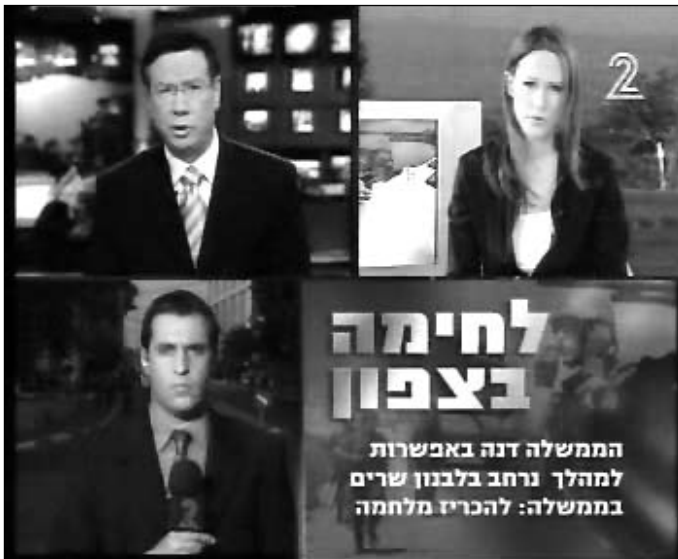 2
לחימה
בצפון
הממשלה דנה באפשרות
למהלך נרחב בלבנון שרים
בממשלה: להכריז מלחמה